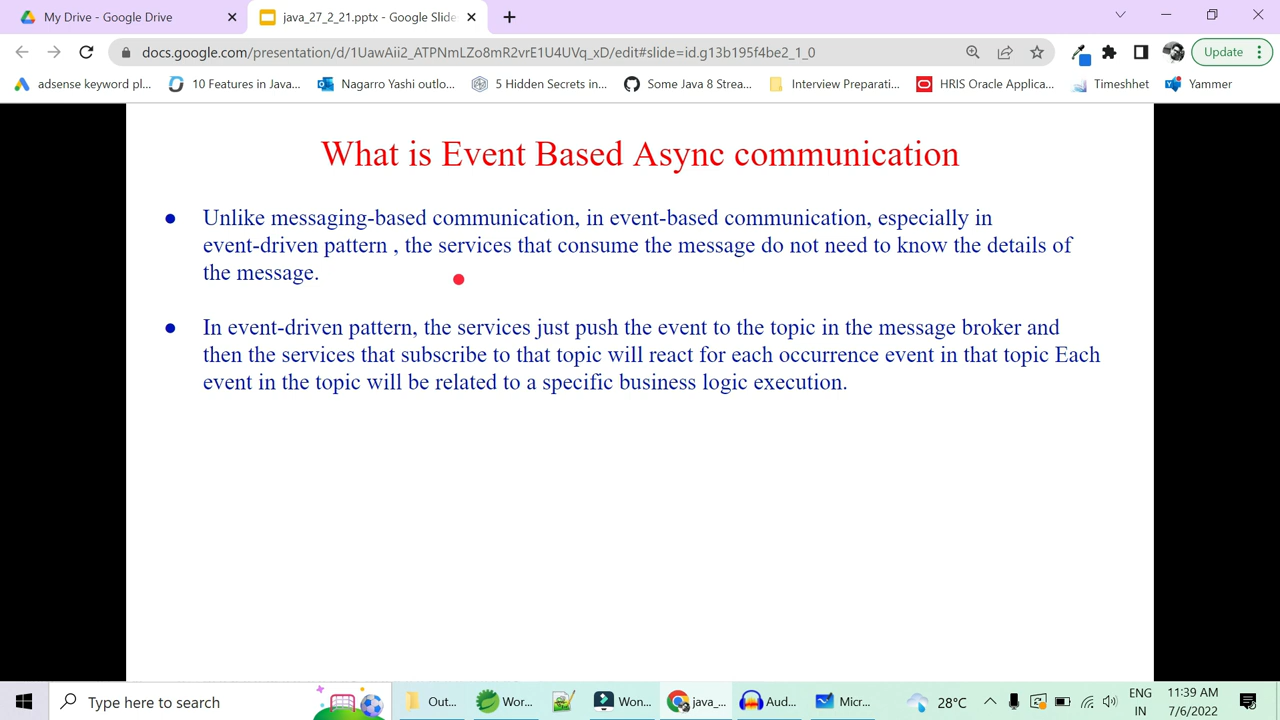 My Drive - Google Drive
java_27_2_21.pptx - Google Slide
docs.google.com/presentation/d/1UawAii2_ATPNmLZo8mR2vrE1U4UVq_xD/edit#slide=id.g13b195f4be2_1_0
Update
adsense keyword pl...
10 Features in Java...
Nagarro Yashi outlo...
5 Hidden Secrets in...
Some Java 8 Strea...
Interview Preparati...
HRIS Oracle Applica...
Timeshhet
Yammer
What is Event Based Async communication
● Unlike messaging-based communication, in event-based communication, especially in
event-driven pattern , the services that consume the message do not need to know the details of
the message.
● In event-driven pattern, the services just push the event to the topic in the message broker and
then the services that subscribe to that topic will react for each occurrence event in that topic Each
event in the topic will be related to a specific business logic execution.
Type here to search
Out...
Wor...
Won...
java_...
Aud...
Micr...
28°C
ENG
IN
11:39 AM
7/6/2022